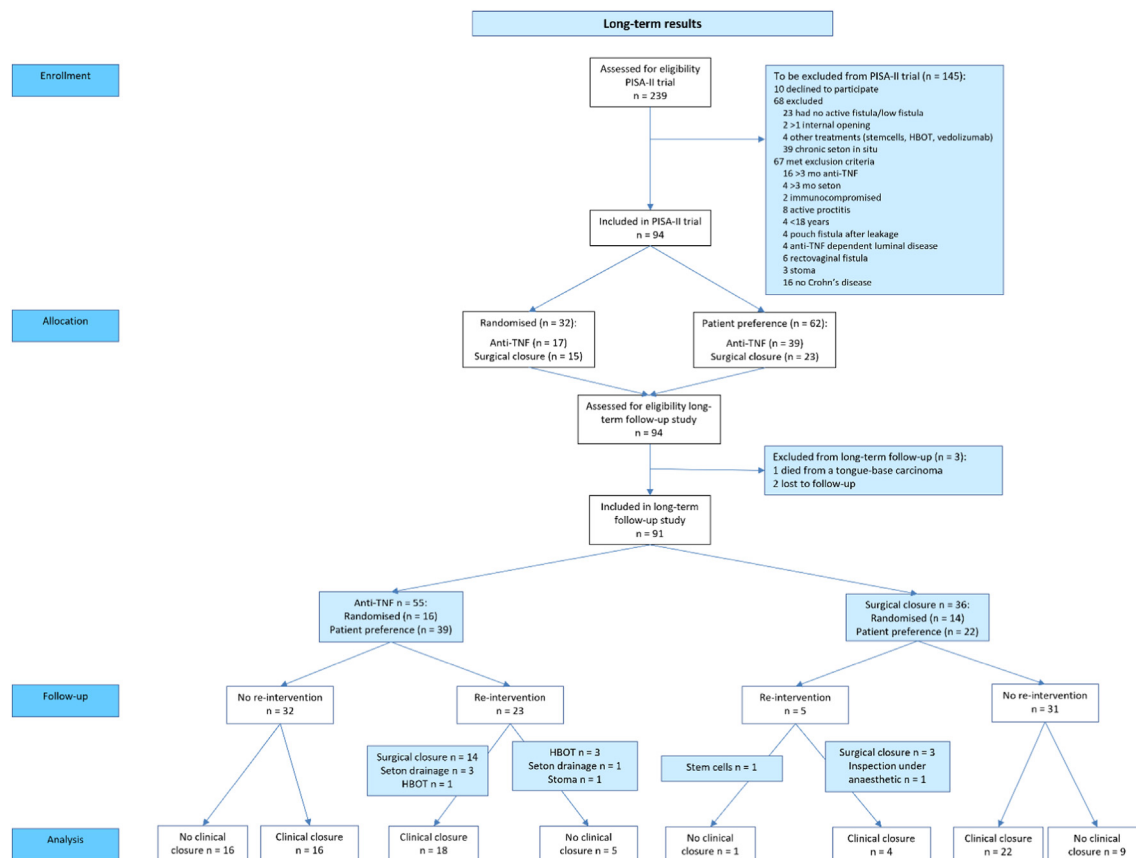 Long-term results
Enrollment
Assessed for eligibility
PISA-II trial
n = 239
To be excluded from PISA-II trial (n = 145):
10 declined to participate
68 excluded
23 had no active fistula/low fistula
2 >1 internal opening
4 other treatments (stemcells, HBOT, vedolizumab)
39 chronic seton in situ
67 met exclusion criteria
16 >3 mo anti-TNF
4 >3 mo seton
2 immunocompromised
8 active proctitis
4 <18 years
4 pouch fistula after leakage
4 anti-TNF dependent luminal disease
6 rectovaginal fistula
3 stoma
16 no Crohn's disease
Included in PISA-II trial
n = 94
Allocation
Randomised (n = 32):
Anti-TNF (n = 17)
Surgical closure (n = 15)
Patient preference (n = 62):
Anti-TNF (n = 39)
Surgical closure (n = 23)
Assessed for eligibility long-
term follow-up study
n = 94
Excluded from long-term follow-up (n = 3):
1 died from a tongue-base carcinoma
2 lost to follow-up
Included in long-term
follow-up study
n = 91
Anti-TNF n = 55:
Randomised (n = 16)
Patient preference (n = 39)
Surgical closure n = 36:
Randomised (n = 14)
Patient preference (n = 22)
Follow-up
No re-intervention
n = 32
Re-intervention
n = 23
Re-intervention
n = 5
No re-intervention
n = 31
Surgical closure n = 14
Seton drainage n = 3
HBOT n = 1
HBOT n = 3
Seton drainage n = 1
Stoma n = 1
Stem cells n = 1
Surgical closure n = 3
Inspection under
anaesthetic n = 1
Analysis
No clinical
closure n = 16
Clinical closure
n = 16
Clinical closure
n = 18
No clinical
closure n = 5
No clinical
closure n = 1
Clinical closure
n = 4
Clinical closure
n = 22
No clinical
closure n = 9